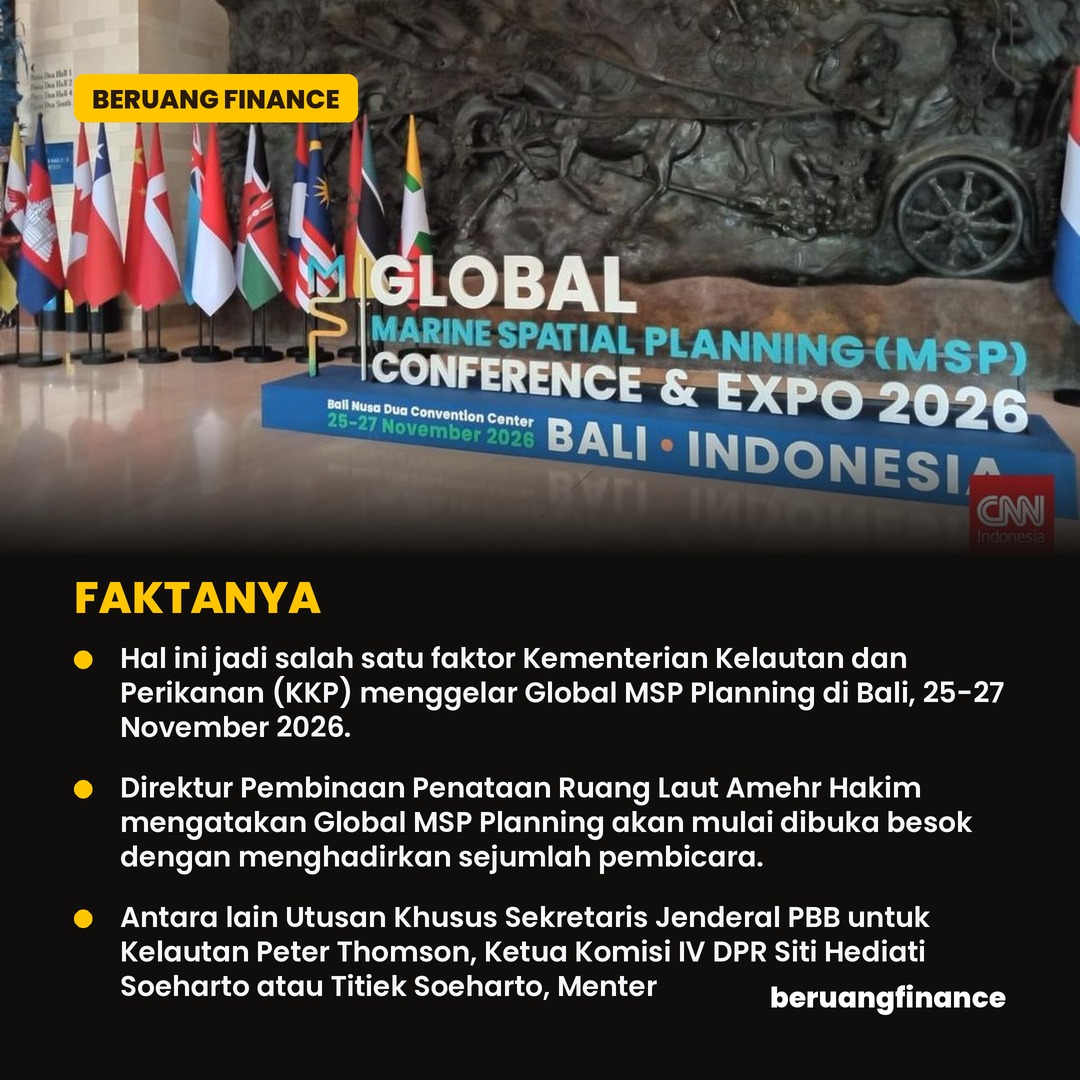 BERUANG FINANCE
GLOBAL
MARINE SPATIAL PLANNING (MSP)
CONFERENCE & EXPO 2026
Bali Nusa Dua Convention Center
25-27 November 2026
BALI • INDONESIA
CNN
Indonesia
FAKTANYA
Hal ini jadi salah satu faktor Kementerian Kelautan dan
Perikanan (KKP) menggelar Global MSP Planning di Bali, 25-27
November 2026.
Direktur Pembinaan Penataan Ruang Laut Amehr Hakim
mengatakan Global MSP Planning akan mulai dibuka besok
dengan menghadirkan sejumlah pembicara.
Antara lain Utusan Khusus Sekretaris Jenderal PBB untuk
Kelautan Peter Thomson, Ketua Komisi IV DPR Siti Hediati
Soeharto atau Titiek Soeharto, Menter
beruangfinance